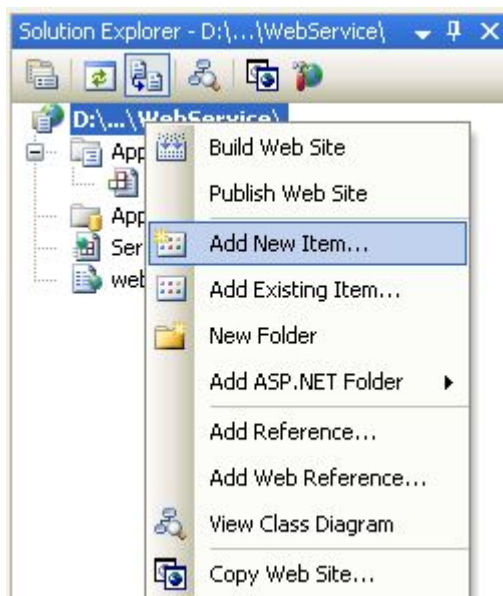 Solution Explorer - D:\...\WebService\
D:\...\WebService\
App
Build Web Site
Publish Web Site
App
Ser
Add New Item...
web
Add Existing Item...
New Folder
Add ASP.NET Folder
Add Reference...
Add Web Reference...
View Class Diagram
Copy Web Site...